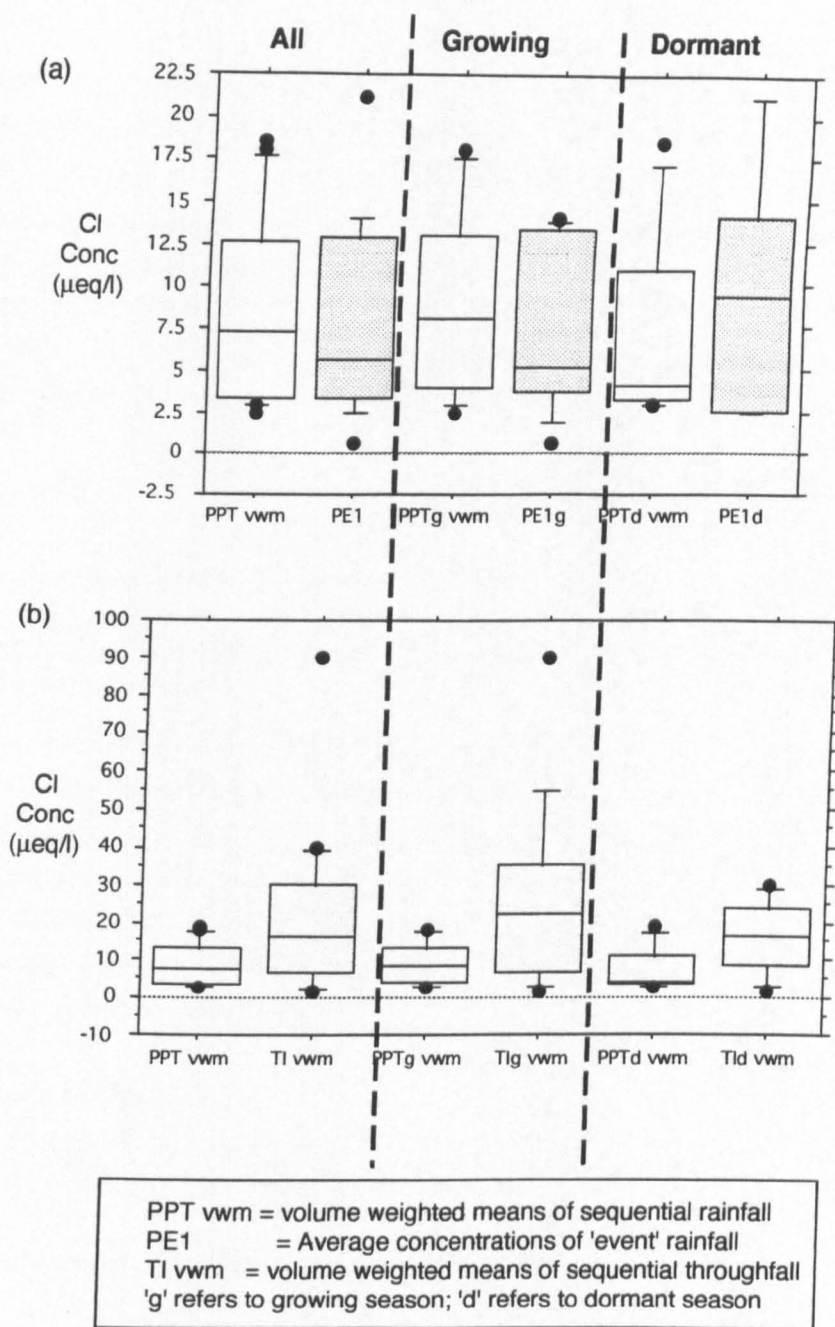 All Growing Dormant
(a)
22.5
20
17.5
15
12.5
10
7.5
5
2.5
0
-2.5
Cl
Conc
(µeq/l)
PPT vwm PE1 PPTg vwm PE1g PPTd vwm PE1d
(b)
100
90
80
70
60
50
40
30
20
10
0
-10
Cl
Conc
(µeq/l)
PPT vwm TI vwm PPTg vwm TIg vwm PPTd vwm TId vwm
PPT vwm = volume weighted means of sequential rainfall
PE1 = Average concentrations of 'event' rainfall
TI vwm = volume weighted means of sequential throughfall
'g' refers to growing season; 'd' refers to dormant season